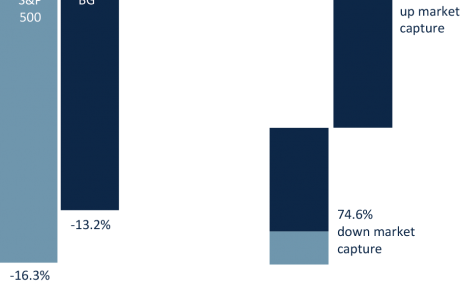 S&P
500
BG
-13.2%
-16.3%
up market
capture
74.6%
down market
capture